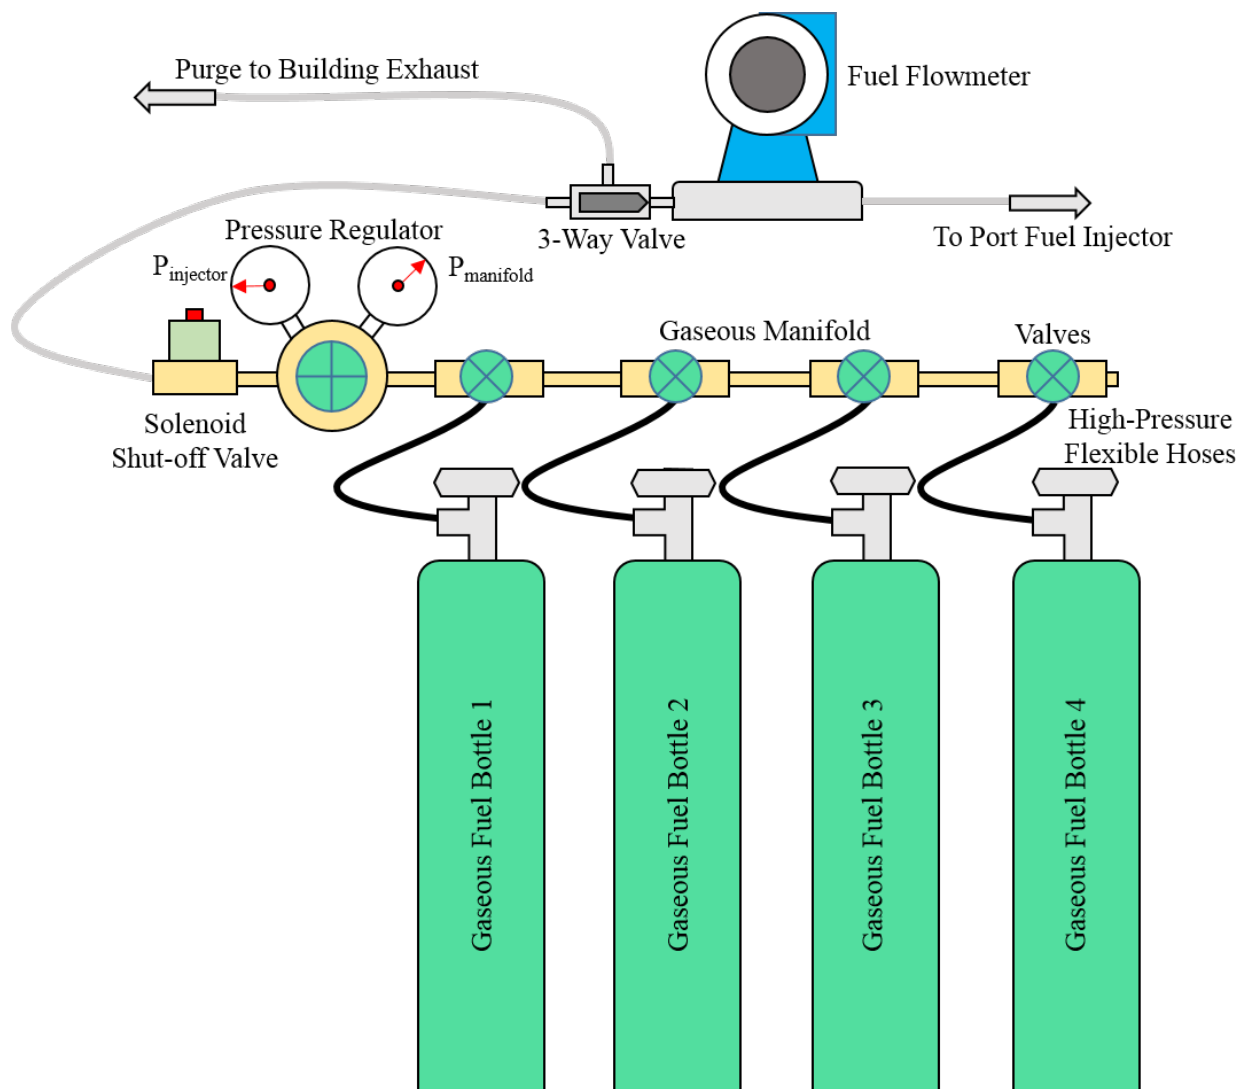 Purge to Building Exhaust
Fuel Flowmeter
3-Way Valve
To Port Fuel Injector
Pressure Regulator
Pinjector
Pmanifold
Gaseous Manifold
Valves
Solenoid
Shut-off Valve
High-Pressure
Flexible Hoses
Gaseous Fuel Bottle 1
Gaseous Fuel Bottle 2
Gaseous Fuel Bottle 3
Gaseous Fuel Bottle 4